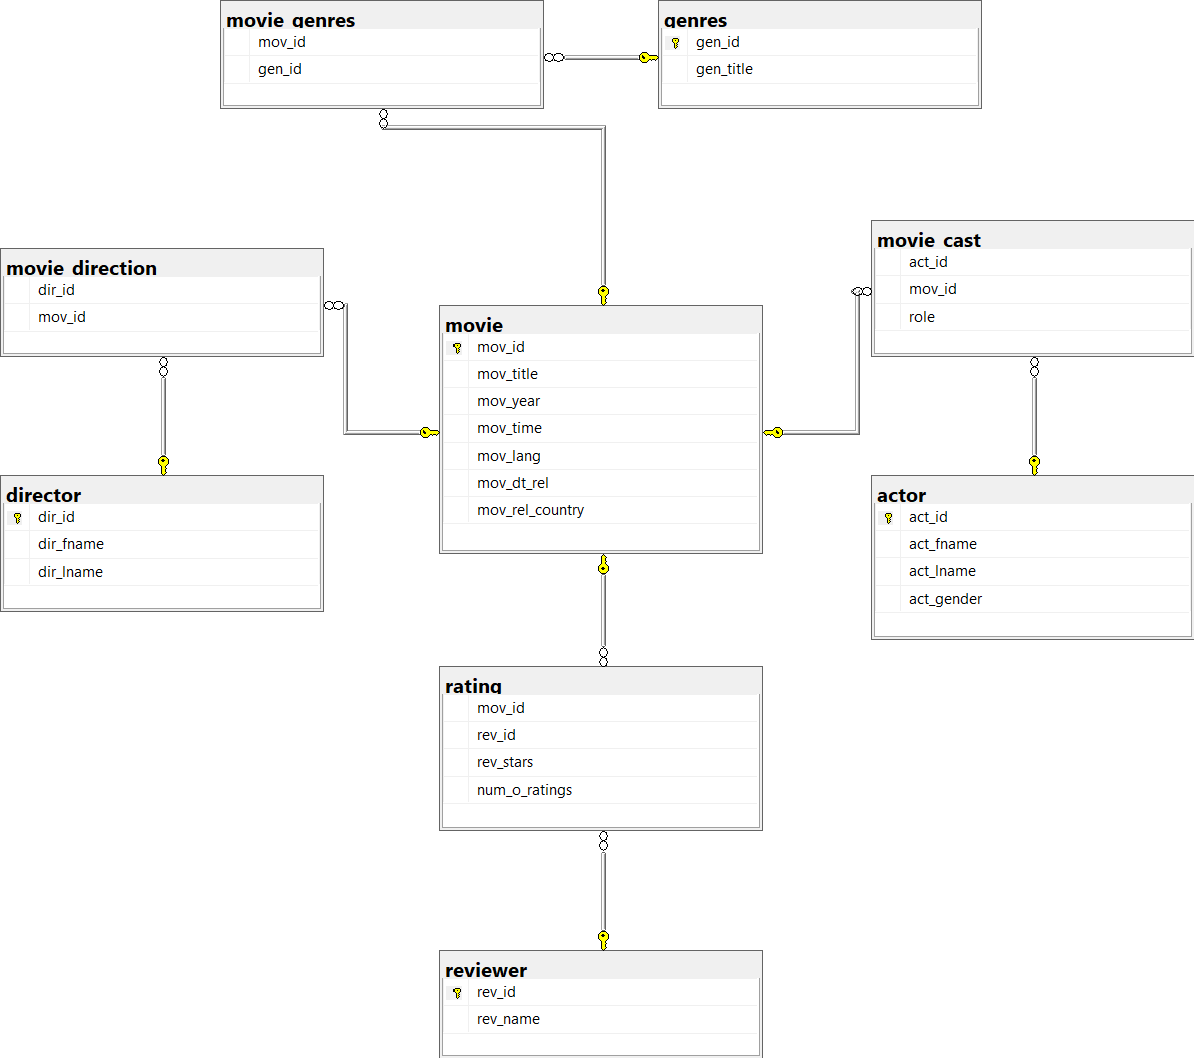 movie_genres
mov_id
gen_id
genres
gen_id
gen_title
movie_direction
dir_id
mov_id
movie_cast
act_id
mov_id
role
movie
mov_id
mov_title
mov_year
mov_time
mov_lang
mov_dt_rel
mov_rel_country
director
dir_id
dir_fname
dir_lname
actor
act_id
act_fname
act_lname
act_gender
rating
mov_id
rev_id
rev_stars
num_o_ratings
reviewer
rev_id
rev_name